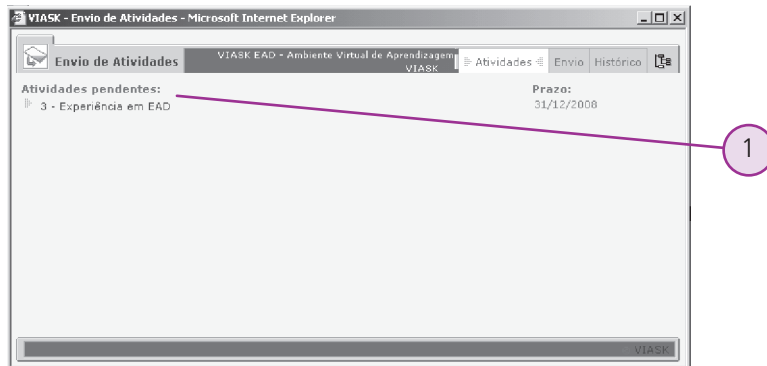 VIASK - Envio de Atividades - Microsoft Internet Explorer
Envio de Atividades
VIASK EAD - Ambiente Virtual de Aprendizagem
VIASK
Atividades
Envio
Histórico
Atividades pendentes:
Prazo:
3 - Experiência em EAD
31/12/2008
1
VIASK